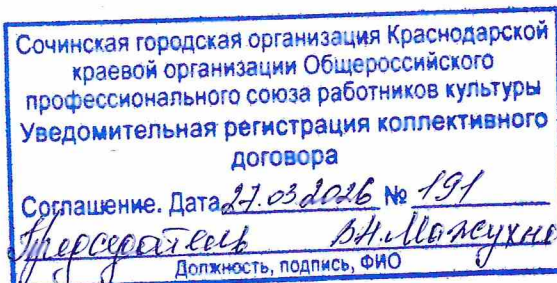 Сочинская городская организация Краснодарской
краевой организации Общероссийского
профессионального союза работников культуры
Уведомительная регистрация коллективного
договора
Соглашение. Дата 27.03.2026 № 191
Председатель В.Н. Мажухна
Должность, подпись, ФИО